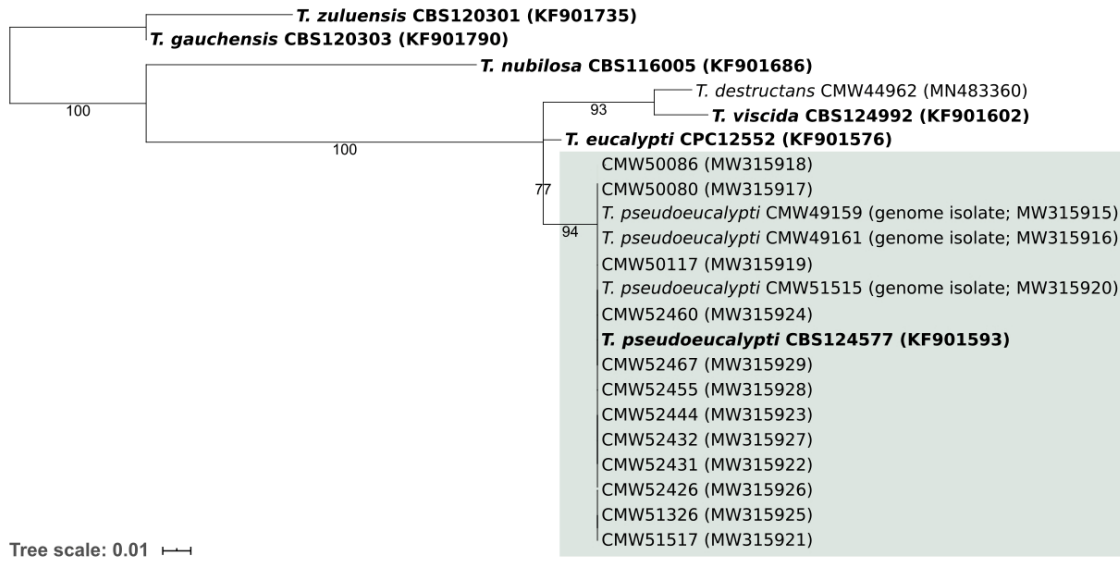 T. zuluensis CBS120301 (KF901735)
T. gauchensis CBS120303 (KF901790)
T. nubilosa CBS116005 (KF901686)
T. destructans CMW44962 (MN483360)
100
93
T. viscida CBS124992 (KF901602)
T. eucalypti CPC12552 (KF901576)
100
CMW50086 (MW315918)
77
CMW50080 (MW315917)
T. pseudoeucalypti CMW49159 (genome isolate; MW315915)
94
T. pseudoeucalypti CMW49161 (genome isolate; MW315916)
CMW50117 (MW315919)
T. pseudoeucalypti CMW51515 (genome isolate; MW315920)
CMW52460 (MW315924)
T. pseudoeucalypti CBS124577 (KF901593)
CMW52467 (MW315929)
CMW52455 (MW315928)
CMW52444 (MW315923)
CMW52432 (MW315927)
CMW52431 (MW315922)
CMW52426 (MW315926)
CMW51326 (MW315925)
CMW51517 (MW315921)
Tree scale: 0.01